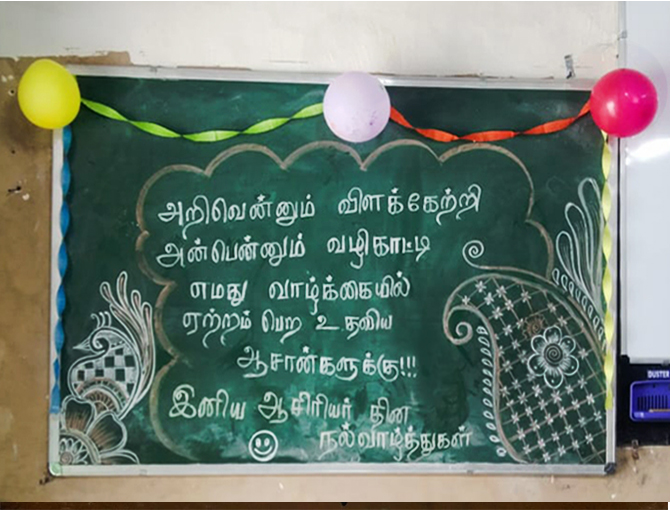 அறிவென்னும் விளக்கேற்றி
அன்பென்னும் வழிகாட்டி
எமது வாழ்க்கையில்
ஏற்றம் பெற உதவிய
ஆசான்களுக்கு!!!
இனிய ஆசிரியர் தின
நல்வாழ்த்துகள்
DUSTER